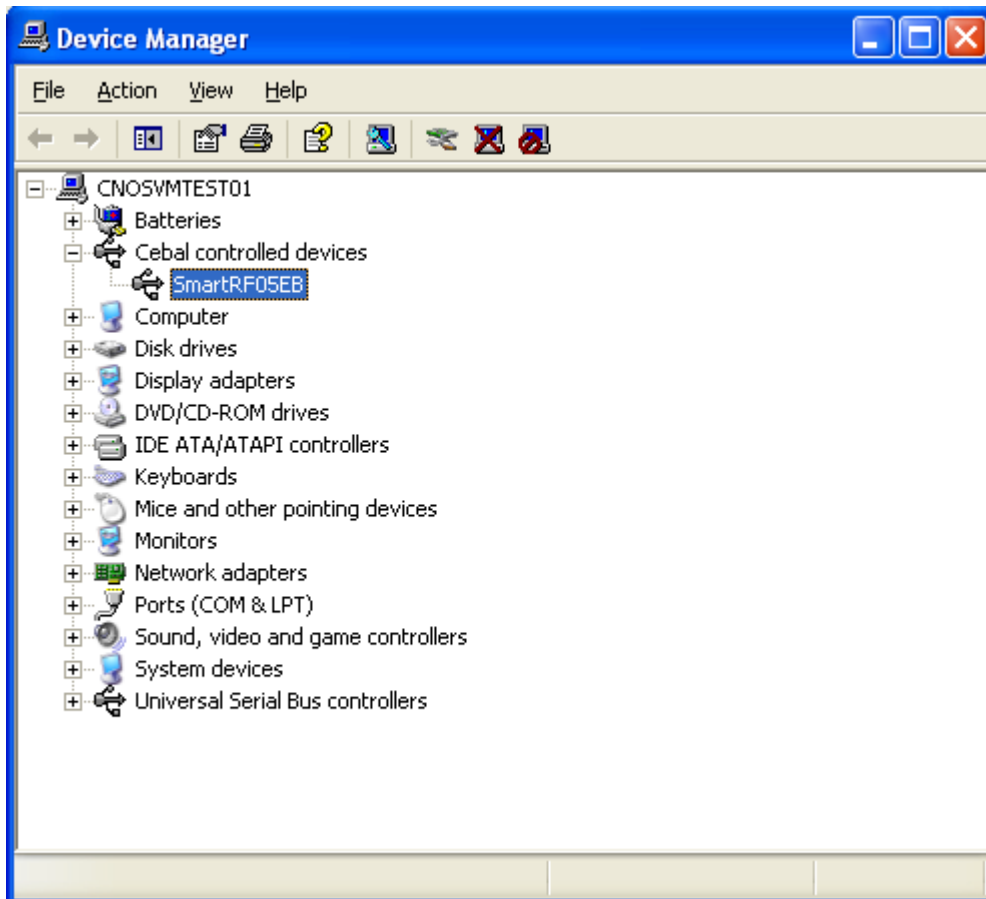 Device Manager
File Action View Help
CNOSVMTEST01
Batteries
Cebal controlled devices
SmartRF05EB
Computer
Disk drives
Display adapters
DVD/CD-ROM drives
IDE ATA/ATAPI controllers
Keyboards
Mice and other pointing devices
Monitors
Network adapters
Ports (COM & LPT)
Sound, video and game controllers
System devices
Universal Serial Bus controllers